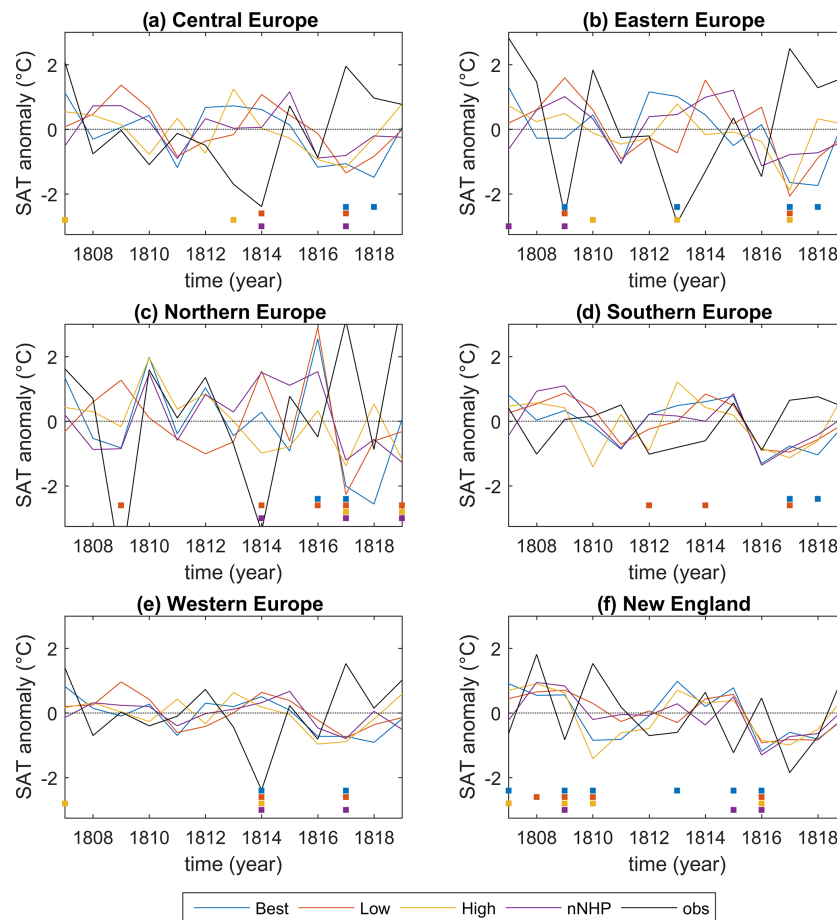 (a) Central Europe
SAT anomaly (°C)
2
0
-2
1808 1810 1812 1814 1816 1818
time (year)
(b) Eastern Europe
SAT anomaly (°C)
2
0
-2
1808 1810 1812 1814 1816 1818
time (year)
(c) Northern Europe
SAT anomaly (°C)
2
0
-2
1808 1810 1812 1814 1816 1818
time (year)
(d) Southern Europe
SAT anomaly (°C)
2
0
-2
1808 1810 1812 1814 1816 1818
time (year)
(e) Western Europe
SAT anomaly (°C)
2
0
-2
1808 1810 1812 1814 1816 1818
time (year)
(f) New England
SAT anomaly (°C)
2
0
-2
1808 1810 1812 1814 1816 1818
time (year)
Best Low High nNHP obs